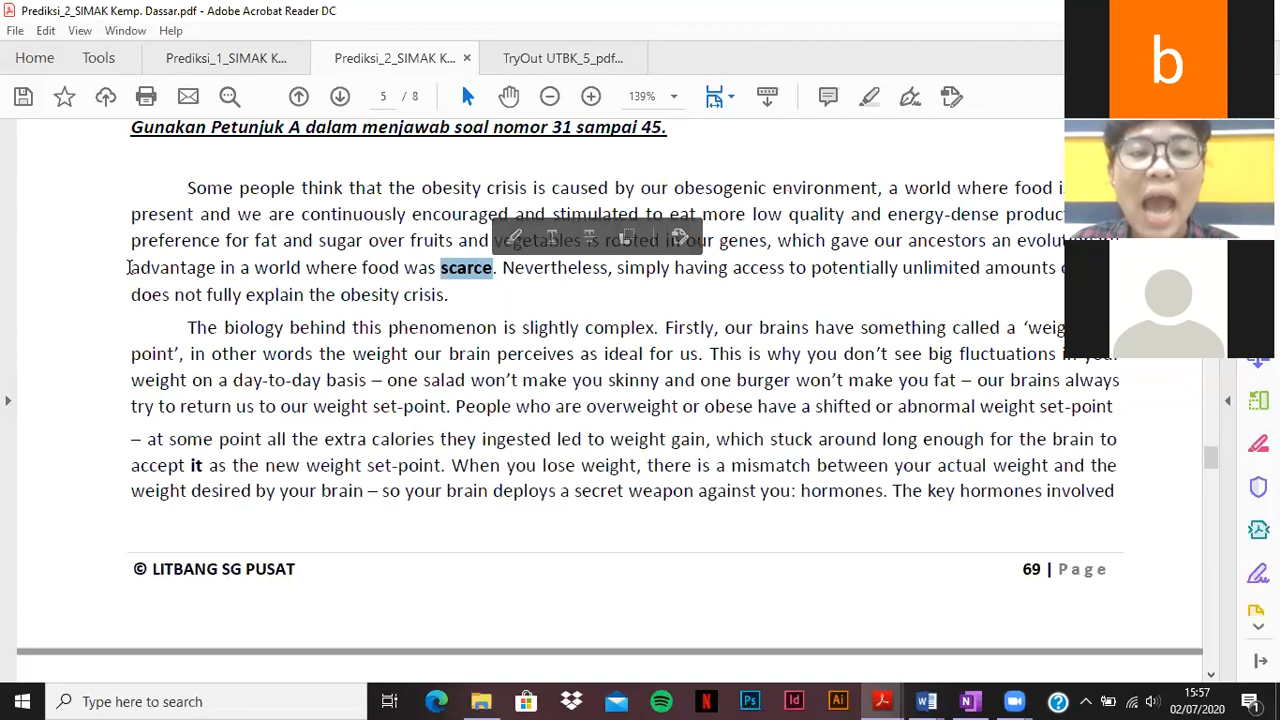 Prediksi_2_SIMAK Kemp. Dassar.pdf - Adobe Acrobat Reader DC
File Edit View Window Help
Home Tools Prediksi_1_SIMAK K... Prediksi_2_SIMAK K... × TryOut UTBK_5_pdf...
5 / 8 139%
b
Gunakan Petunjuk A dalam menjawab soal nomor 31 sampai 45.
Some people think that the obesity crisis is caused by our obesogenic environment, a world where food
present and we are continuously encouraged and stimulated to eat more low quality and energy-dense
preference for fat and sugar over fruits and vegetables is rooted in our genes, which gave our ancestors an
advantage in a world where food was scarce. Nevertheless, simply having access to potentially unlimited amounts
does not fully explain the obesity crisis.
The biology behind this phenomenon is slightly complex. Firstly, our brains have something called a
point’, in other words the weight our brain perceives as ideal for us. This is why you don’t see big fluctuations in
weight on a day-to-day basis – one salad won’t make you skinny and one burger won’t make you fat – our brains always
try to return us to our weight set-point. People who are overweight or obese have a shifted or abnormal weight set-point
– at some point all the extra calories they ingested led to weight gain, which stuck around long enough for the brain to
accept it as the new weight set-point. When you lose weight, there is a mismatch between your actual weight and the
weight desired by your brain – so your brain deploys a secret weapon against you: hormones. The key hormones involved
© LITBANG SG PUSAT 69 | Page
Type here to search
15:57
02/07/2020